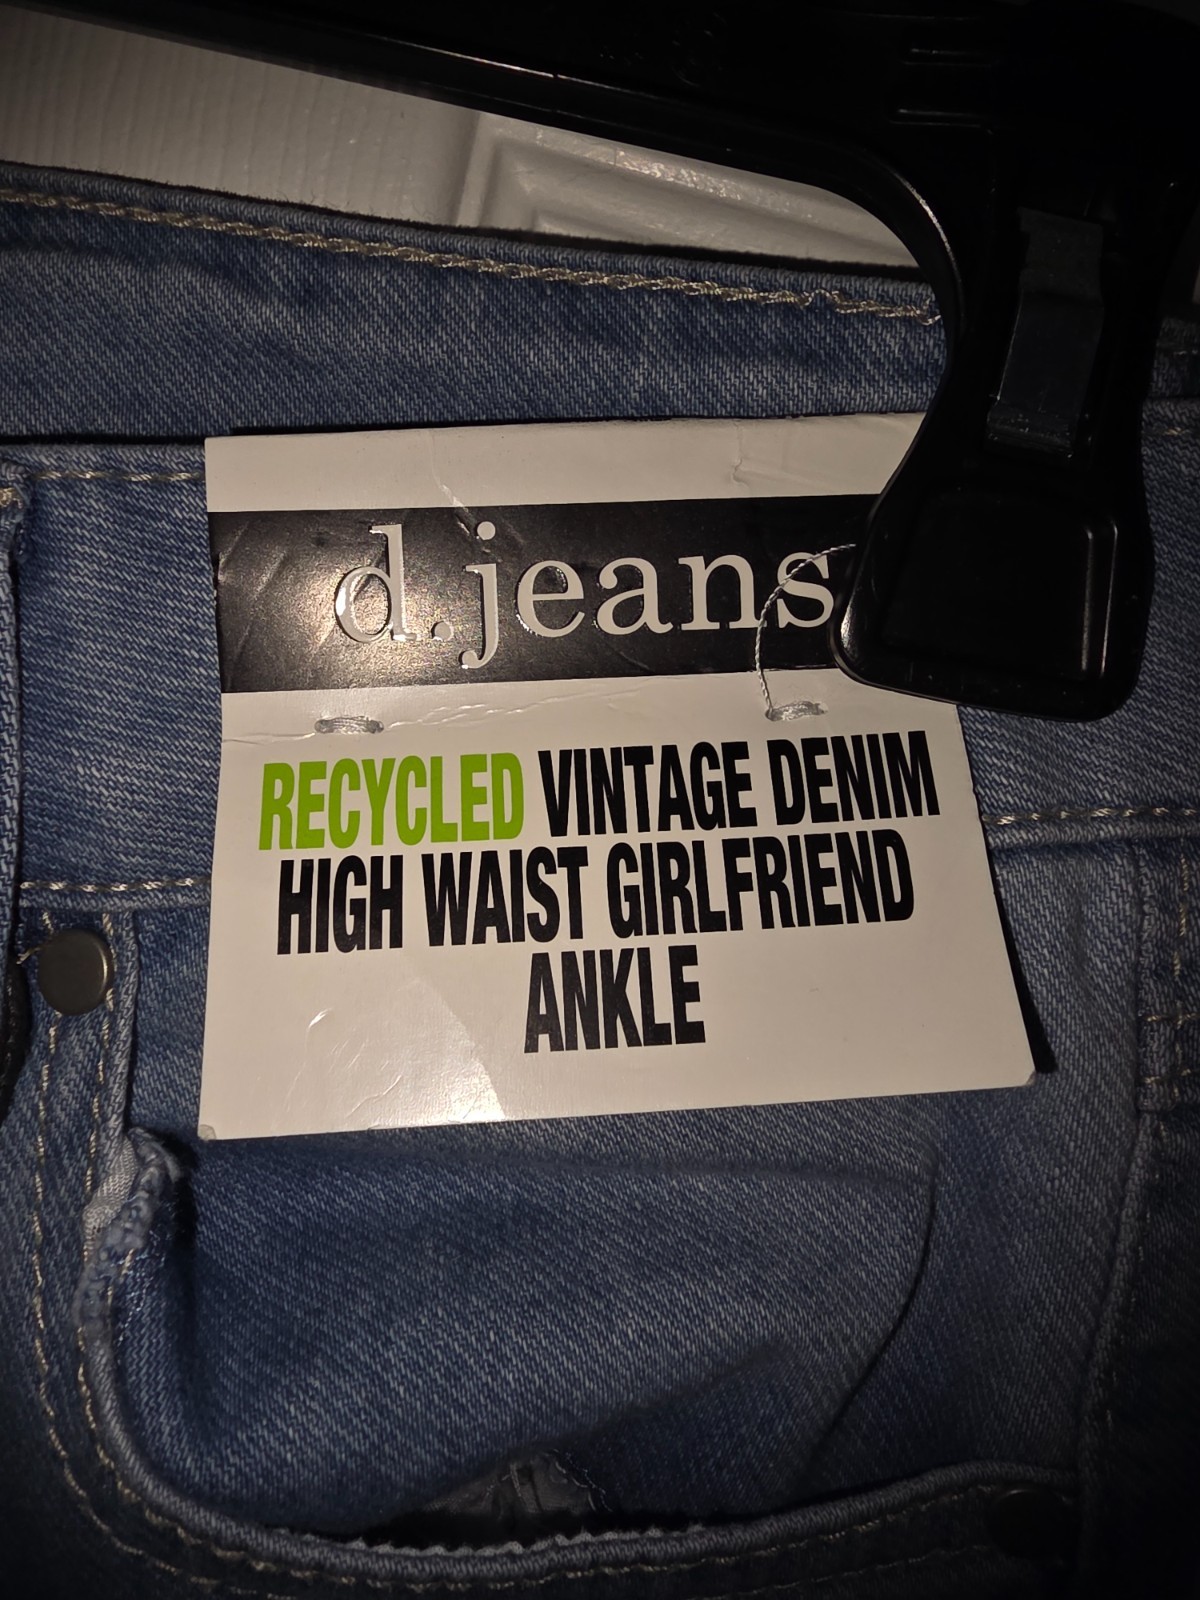 d.jeans
RECYCLED VINTAGE DENIM
HIGH WAIST GIRLFRIEND
ANKLE